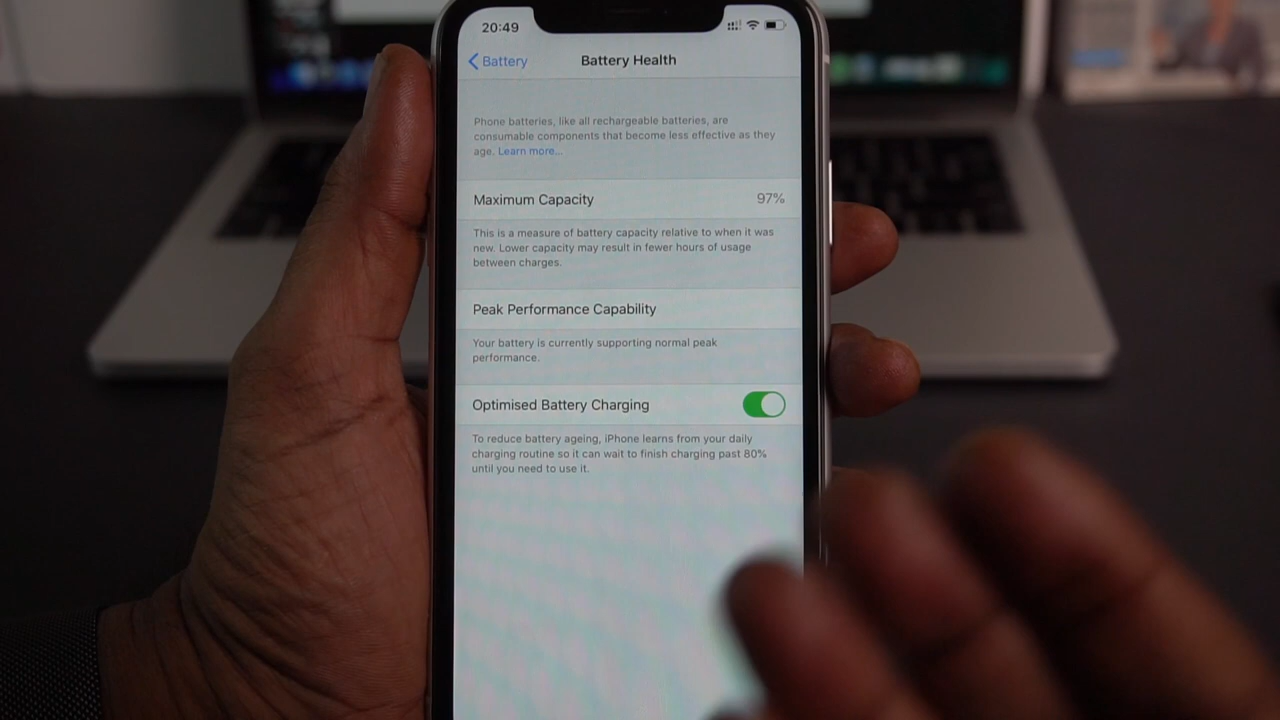 20:49
Battery
Battery Health
Phone batteries, like all rechargeable batteries, are
consumable components that become less effective as they
age. Learn more...
Maximum Capacity 97%
This is a measure of battery capacity relative to when it was
new. Lower capacity may result in fewer hours of usage
between charges.
Peak Performance Capability
Your battery is currently supporting normal peak
performance.
Optimised Battery Charging
To reduce battery ageing, iPhone learns from your daily
charging routine so it can wait to finish charging past 80%
until you need to use it.